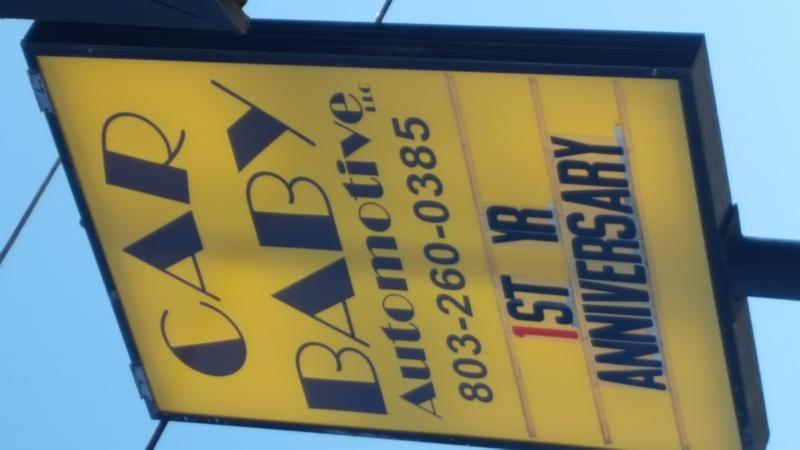 CAR
BABY
Automotive LLC
803-260-0385
1ST YR
ANNIVERSARY